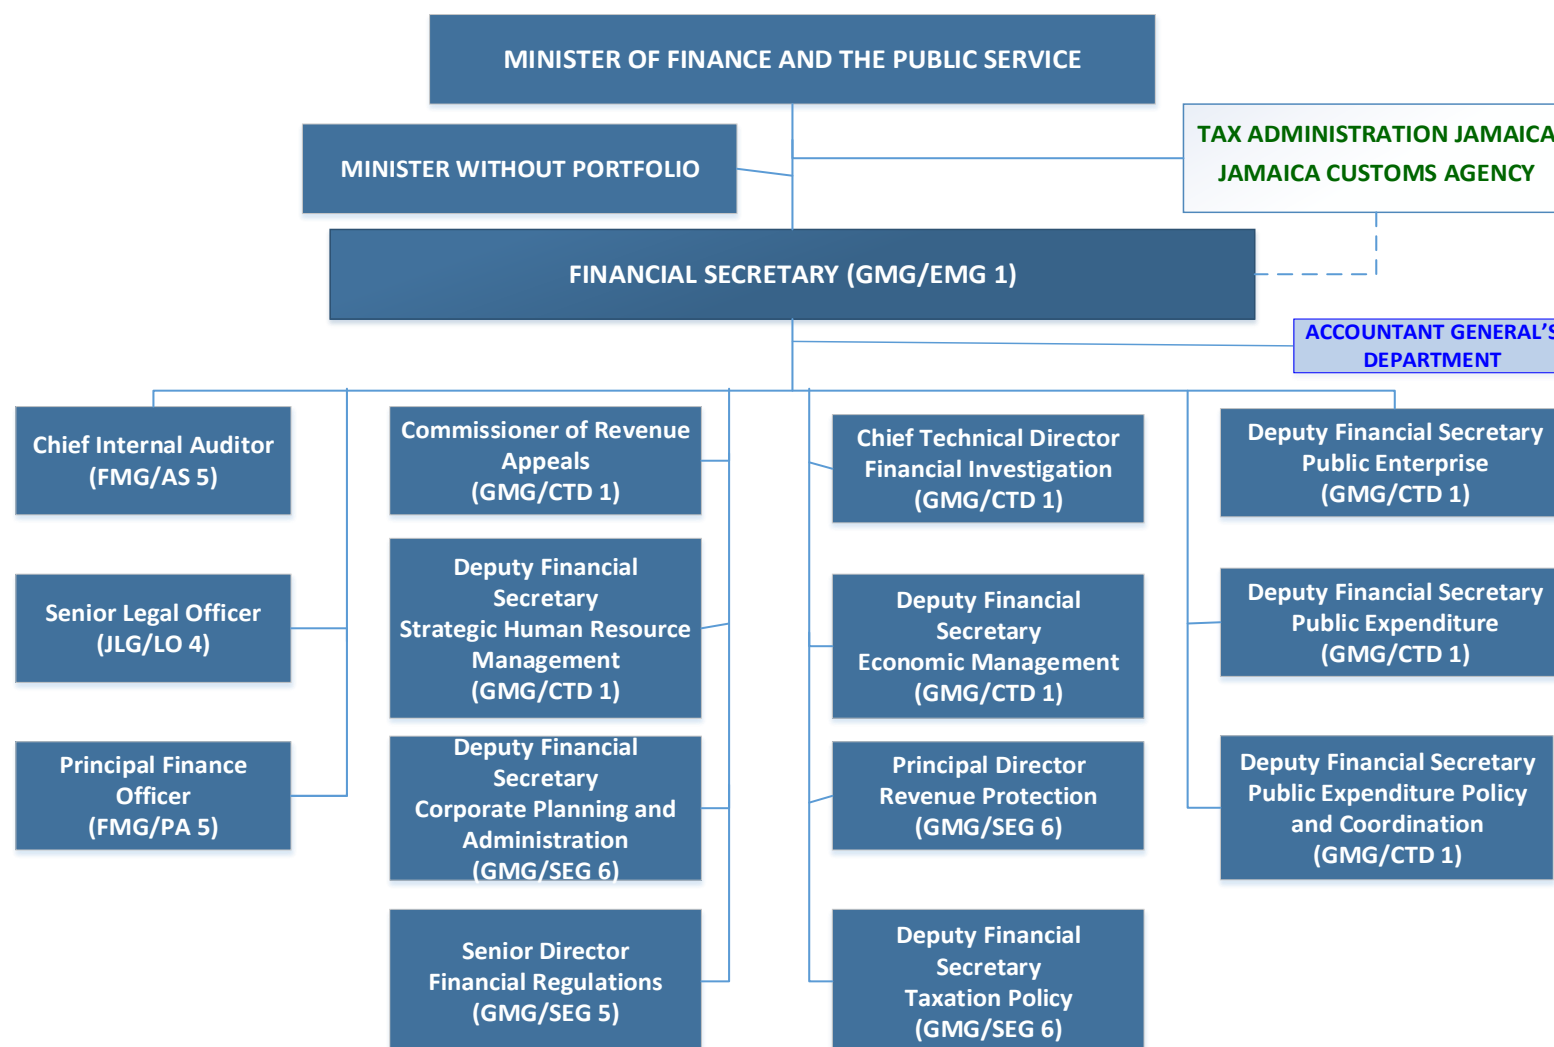 MINISTER OF FINANCE AND THE PUBLIC SERVICE
MINISTER WITHOUT PORTFOLIO
TAX ADMINISTRATION JAMAICA
JAMAICA CUSTOMS AGENCY
FINANCIAL SECRETARY (GMG/EMG 1)
ACCOUNTANT GENERAL'S
DEPARTMENT
Chief Internal Auditor
(FMG/AS 5)
Senior Legal Officer
(JLG/LO 4)
Principal Finance
Officer
(FMG/PA 5)
Commissioner of Revenue
Appeals
(GMG/CTD 1)
Deputy Financial
Secretary
Strategic Human Resource
Management
(GMG/CTD 1)
Deputy Financial
Secretary
Corporate Planning and
Administration
(GMG/SEG 6)
Senior Director
Financial Regulations
(GMG/SEG 5)
Chief Technical Director
Financial Investigation
(GMG/CTD 1)
Deputy Financial
Secretary
Economic Management
(GMG/CTD 1)
Principal Director
Revenue Protection
(GMG/SEG 6)
Deputy Financial
Secretary
Taxation Policy
(GMG/SEG 6)
Deputy Financial Secretary
Public Enterprise
(GMG/CTD 1)
Deputy Financial Secretary
Public Expenditure
(GMG/CTD 1)
Deputy Financial Secretary
Public Expenditure Policy
and Coordination
(GMG/CTD 1)